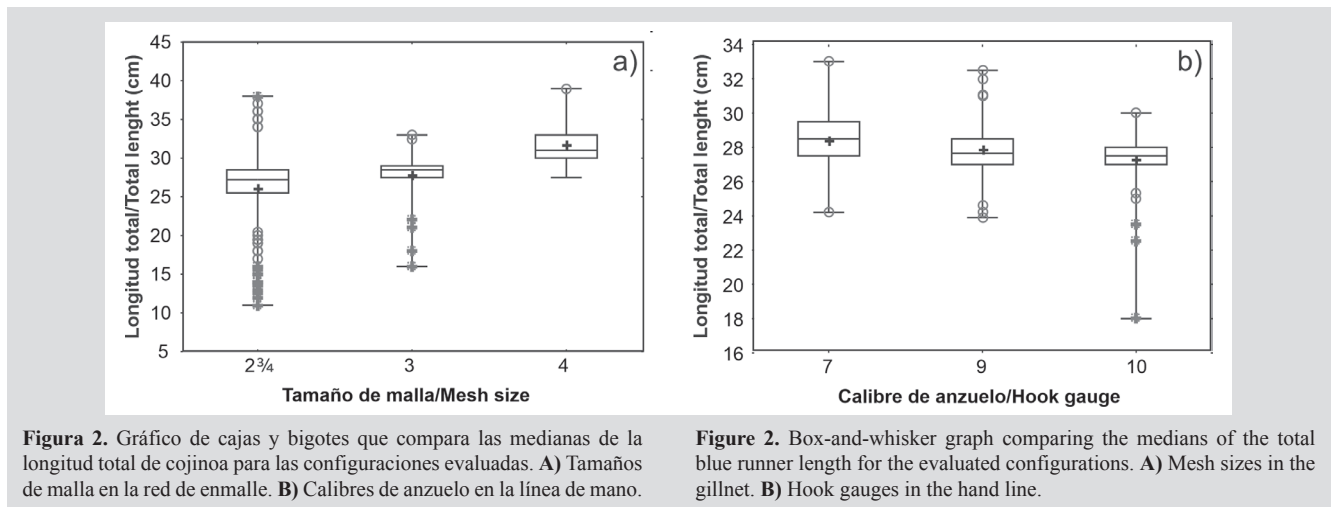 45
40
35
30
25
20
15
10
5
Longitud total/Total lenght (cm)
a)
2¾
3
4
Tamaño de malla/Mesh size
34
32
30
28
26
24
22
20
18
16
Longitud total/Total lenght (cm)
b)
7
9
10
Calibre de anzuelo/Hook gauge
Figura 2. Gráfico de cajas y bigotes que compara las medianas de la
longitud total de cojinoa para las configuraciones evaluadas. A) Tamaños
de malla en la red de enmalle. B) Calibres de anzuelo en la línea de mano.
Figure 2. Box-and-whisker graph comparing the medians of the total
blue runner length for the evaluated configurations. A) Mesh sizes in the
gillnet. B) Hook gauges in the hand line.